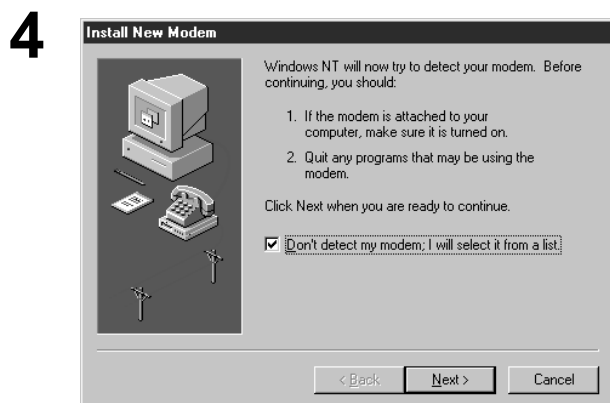 4
Install New Modem
Windows NT will now try to detect your modem. Before
continuing, you should:
1. If the modem is attached to your
computer, make sure it is turned on.
2. Quit any programs that may be using the
modem.
Click Next when you are ready to continue.
Don't detect my modem; I will select it from a list.
< Back Next > Cancel